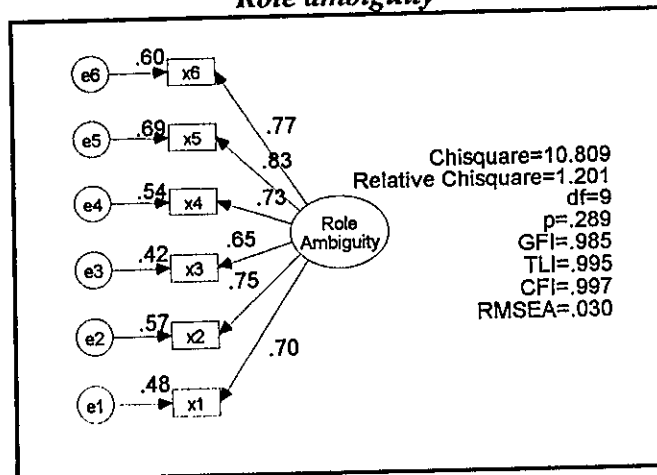 Role ambiguity
.60
e6
x6
.77
.69
e5
x5
.83
.54
e4
x4
.73
Role
Ambiguity
.42
e3
x3
.65
.57
e2
x2
.75
.48
e1
x1
.70
Chisquare=10.809
Relative Chisquare=1.201
df=9
p=.289
GFI=.985
TLI=.995
CFI=.997
RMSEA=.030